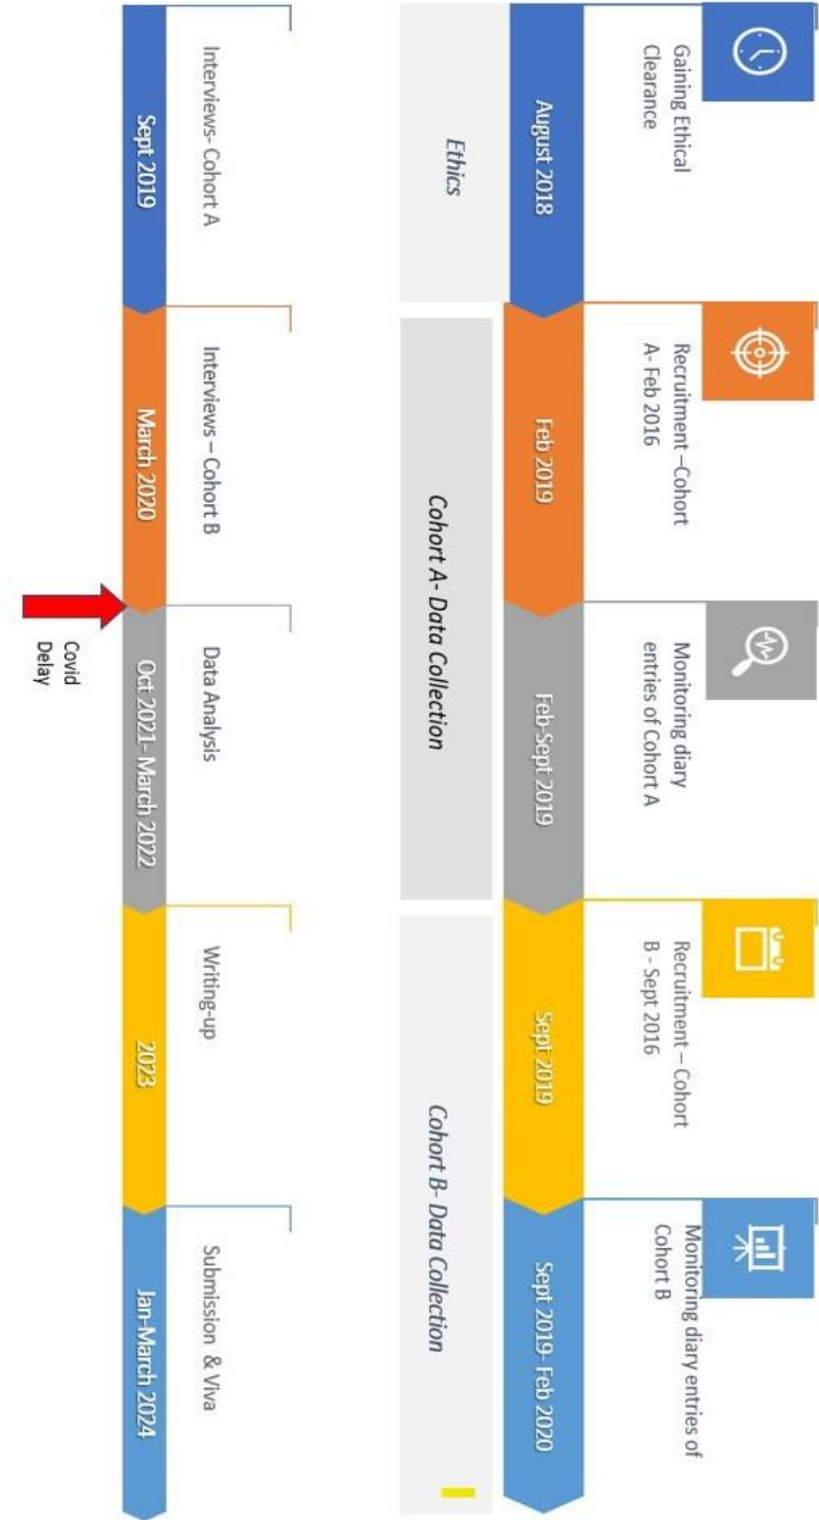 Gaining Ethical
Clearance
Recruitment –Cohort
A- Feb 2016
Monitoring diary
entries of Cohort A
Recruitment – Cohort
B - Sept 2016
Monitoring diary entries of
Cohort B
August 2018
Feb 2019
Feb-Sept 2019
Sept 2019
Sept 2019- Feb 2020
Ethics
Cohort A- Data Collection
Cohort B- Data Collection
Interviews- Cohort A
Interviews – Cohort B
Data Analysis
Writing-up
Submission & Viva
Sept 2019
March 2020
Oct 2021- March 2022
2023
Jan-March 2024
Covid
Delay